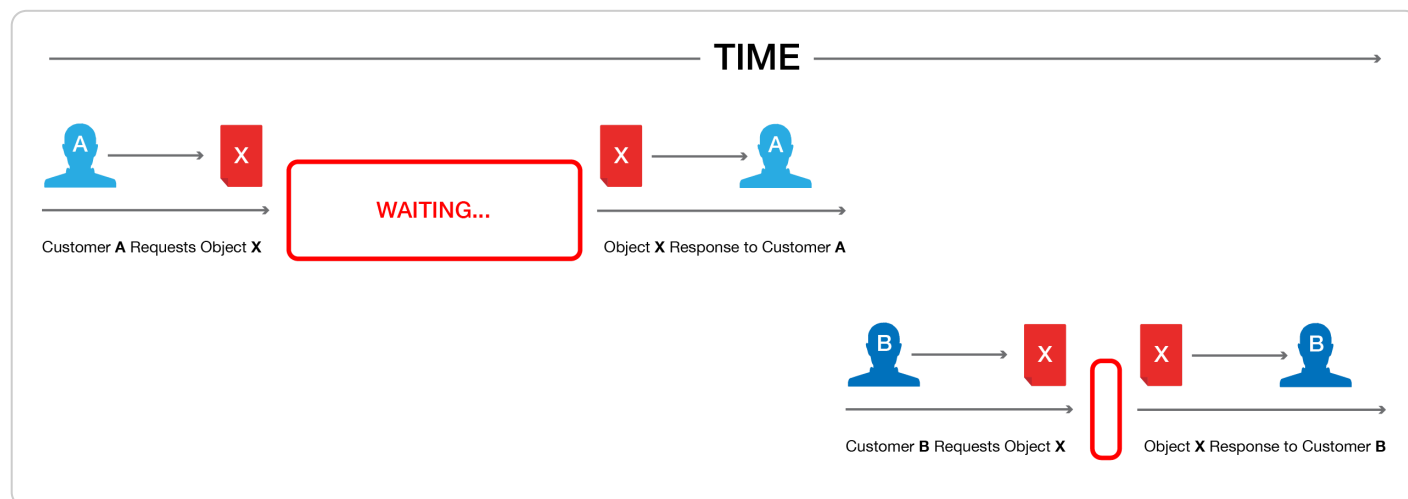 TIME
A X X A
WAITING...
Customer A Requests Object X
Object X Response to Customer A
B X X B
Customer B Requests Object X
Object X Response to Customer B